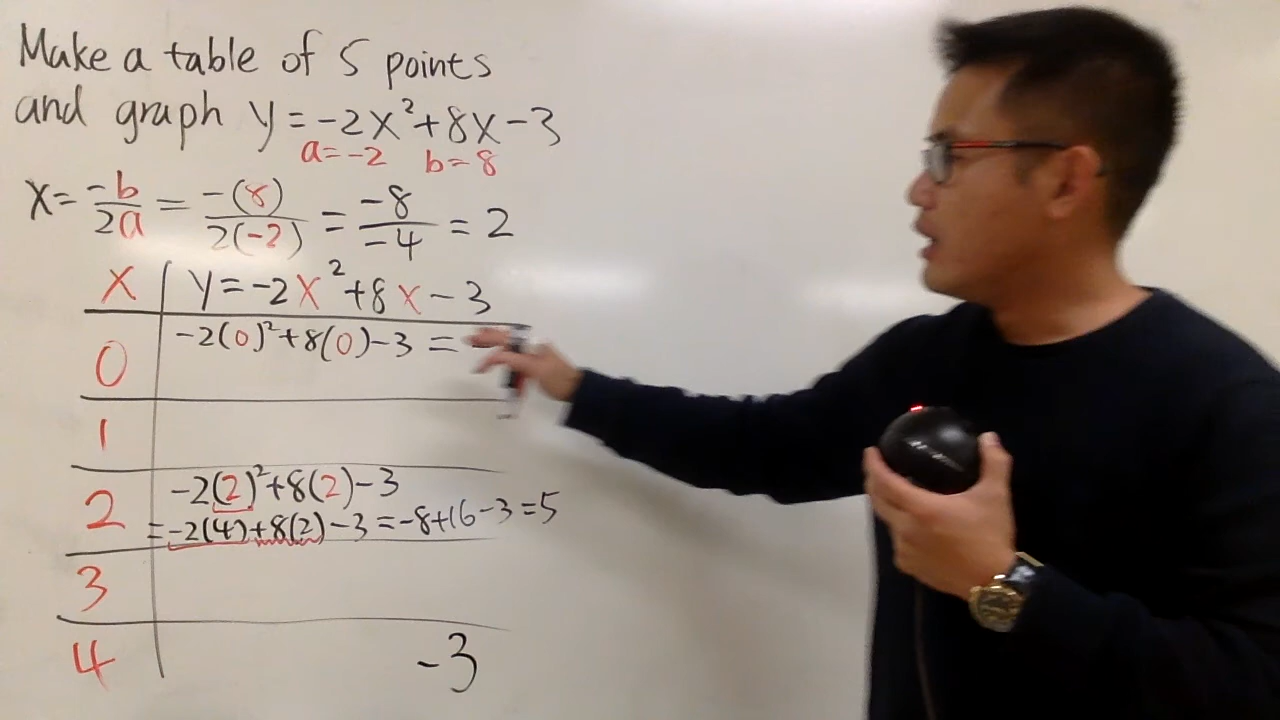 Make a table of 5 points
and graph y = -2x²+8x-3
a=-2 b=8
x = -b/2a = -(8)/2(-2) = -8/-4 = 2
x | y = -2x²+8x-3
0 | -2(0)²+8(0)-3 = -
1
2 | -2(2)²+8(2)-3
= -2(4)+8(2)-3 = -8+16-3 = 5
3
4 | -3